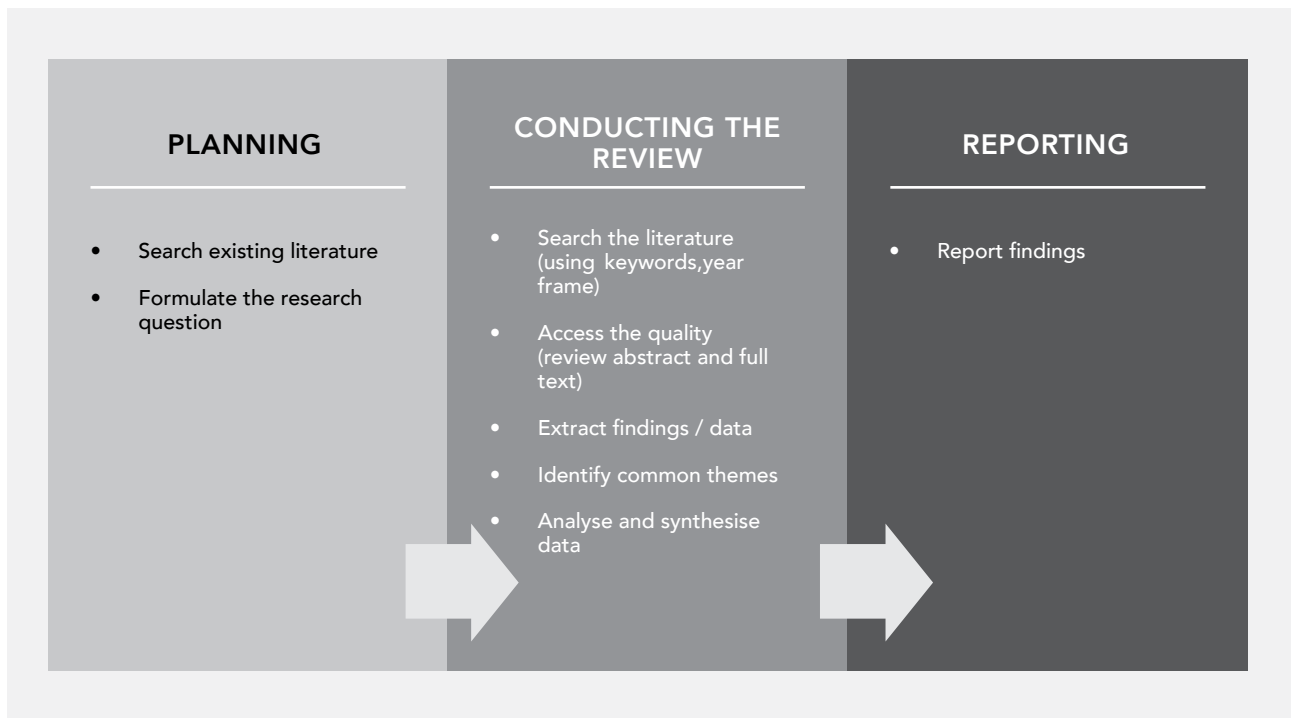 PLANNING
• Search existing literature
• Formulate the research
question
CONDUCTING THE
REVIEW
• Search the literature
(using keywords,year
frame)
• Access the quality
(review abstract and full
text)
• Extract findings / data
• Identify common themes
• Analyse and synthesise
data
REPORTING
• Report findings